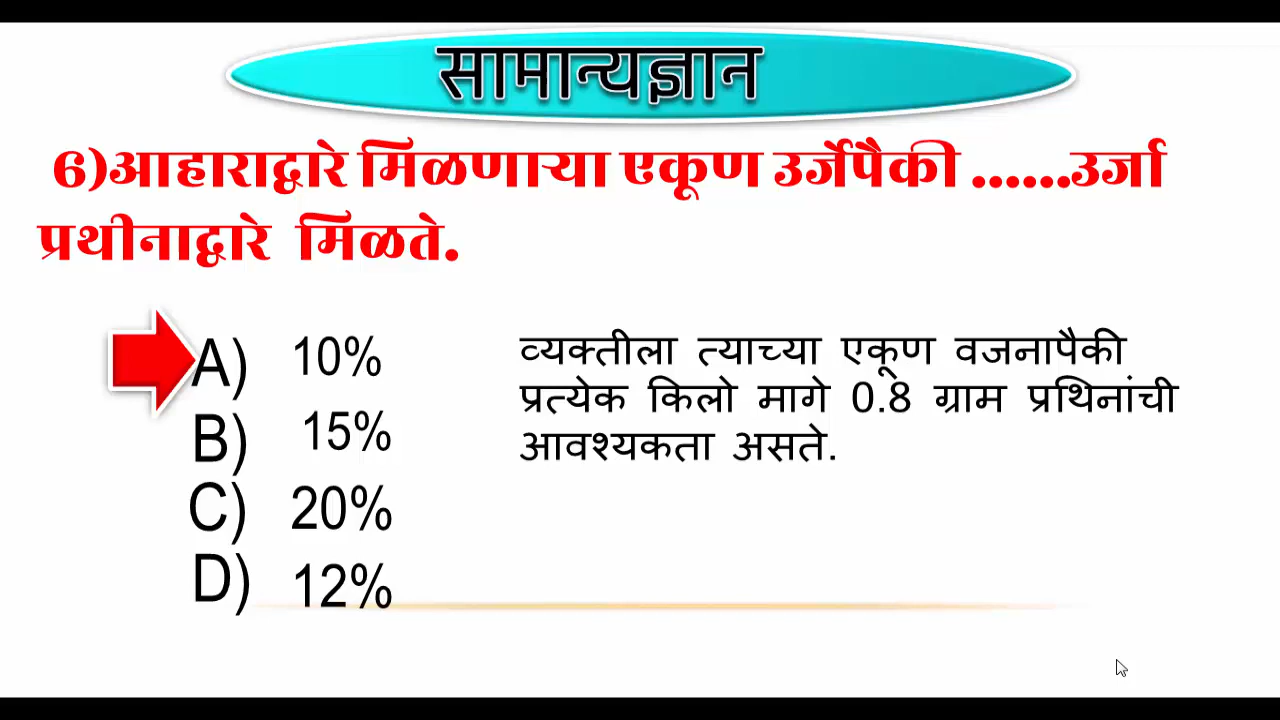 सामान्यज्ञान
6)आहाराद्वारे मिळणाऱ्या एकूण उर्जेपैकी ......उर्जा
प्रथीनाद्वारे मिळते.
A) 10%
B) 15%
C) 20%
D) 12%
व्यक्तीला त्याच्या एकूण वजनापैकी
प्रत्येक किलो मागे 0.8 ग्राम प्रथिनांची
आवश्यकता असते.